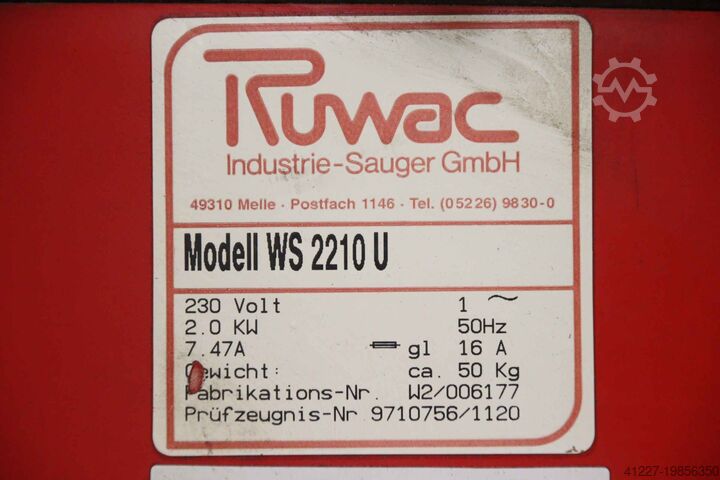 Ruwac
Industrie-Sauger GmbH
49310 Melle · Postfach 1146 · Tel. (05226) 9830-0
Modell WS 2210 U
230 Volt 1 ~
2.0 KW 50Hz
7.47A gl 16 A
Gewicht: ca. 50 Kg
Fabrikations-Nr. W2/006177
Prüfzeugnis-Nr 9710756/1120
41227-19856350